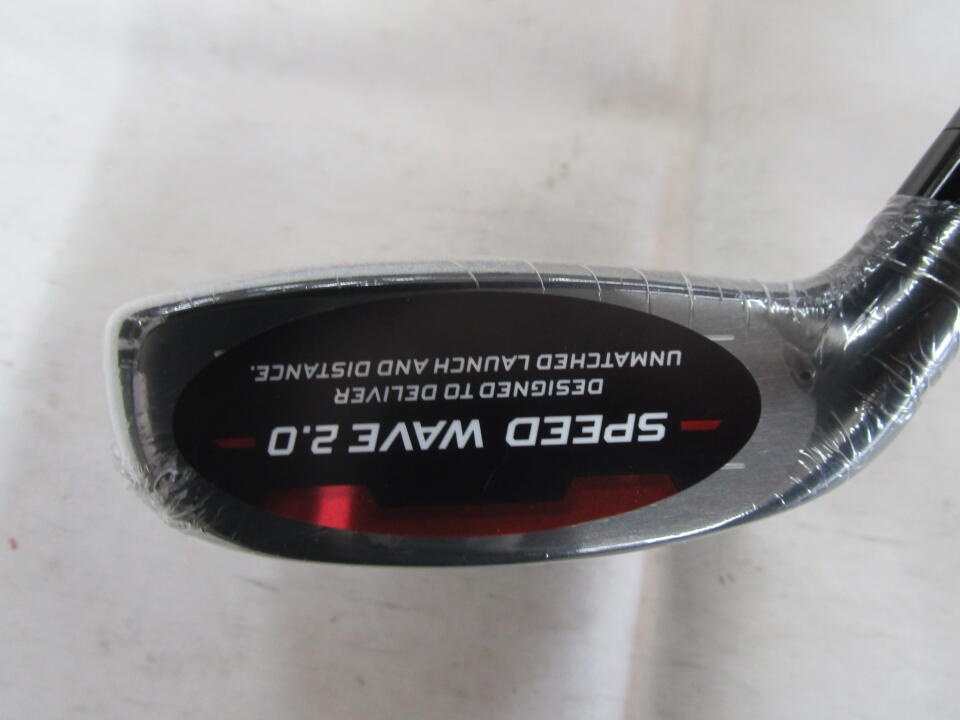 SPEED WAVE 2.0
DESIGNED TO DELIVER
UNMATCHED LAUNCH AND DISTANCE.